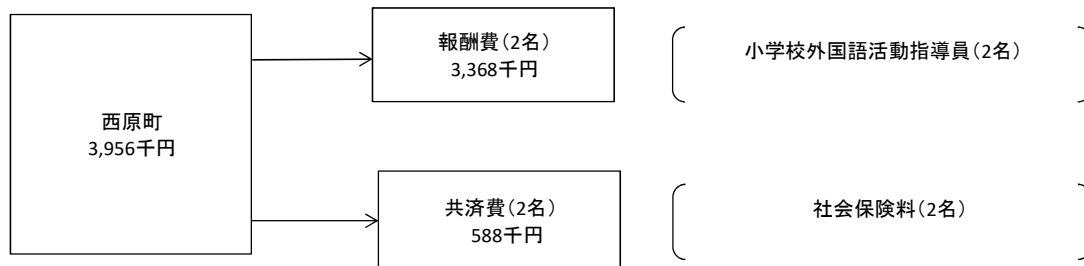 西原町
3,956千円
報酬費（2名）
3,368千円
小学校外国語活動指導員（2名）
共済費（2名）
588千円
社会保険料（2名）